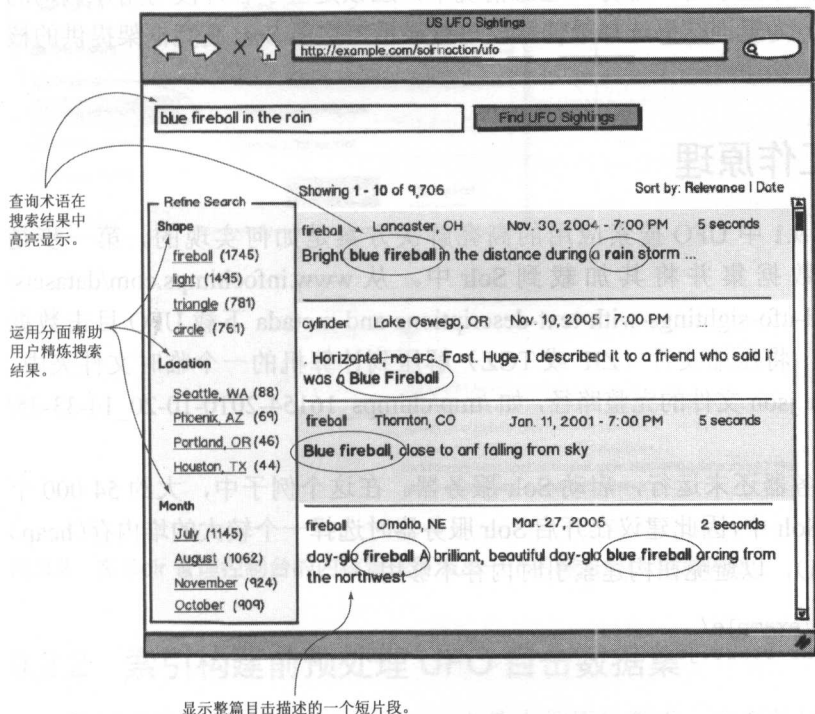 US UFO Sightings
http://example.com/solrinaction/ufo
blue fireball in the rain
Find UFO Sightings
查询术语在
搜索结果中
高亮显示。
运用分面帮助
用户精炼搜索
结果。
Refine Search
Shape
fireball (1745)
light (1495)
triangle (781)
circle (761)
Location
Seattle, WA (88)
Phoenix, AZ (69)
Portland, OR (46)
Houston, TX (44)
Month
July (1445)
August (1062)
November (924)
October (909)
Showing 1 - 10 of 9,706
Sort by: Relevance | Date
fireball Lancaster, OH Nov. 30, 2004 - 7:00 PM 5 seconds
Bright blue fireball in the distance during a rain storm ...
cylinder Lake Oswego, OR Nov. 10, 2005 - 7:00 PM ...
... Horizantal, no arc. Fast. Huge. I described it to a friend who said it
was a Blue Fireball
fireball Thornton, CO Jan. 11, 2001 - 7:00 PM 5 seconds
Blue fireball, close to anf falling from sky
fireball Omaha, NE Mar. 27, 2005 2 seconds
day-glo fireball A) brilliant, beautiful day-glo blue fireball arcing from
the northwest
显示整篇目击描述的一个短片段。